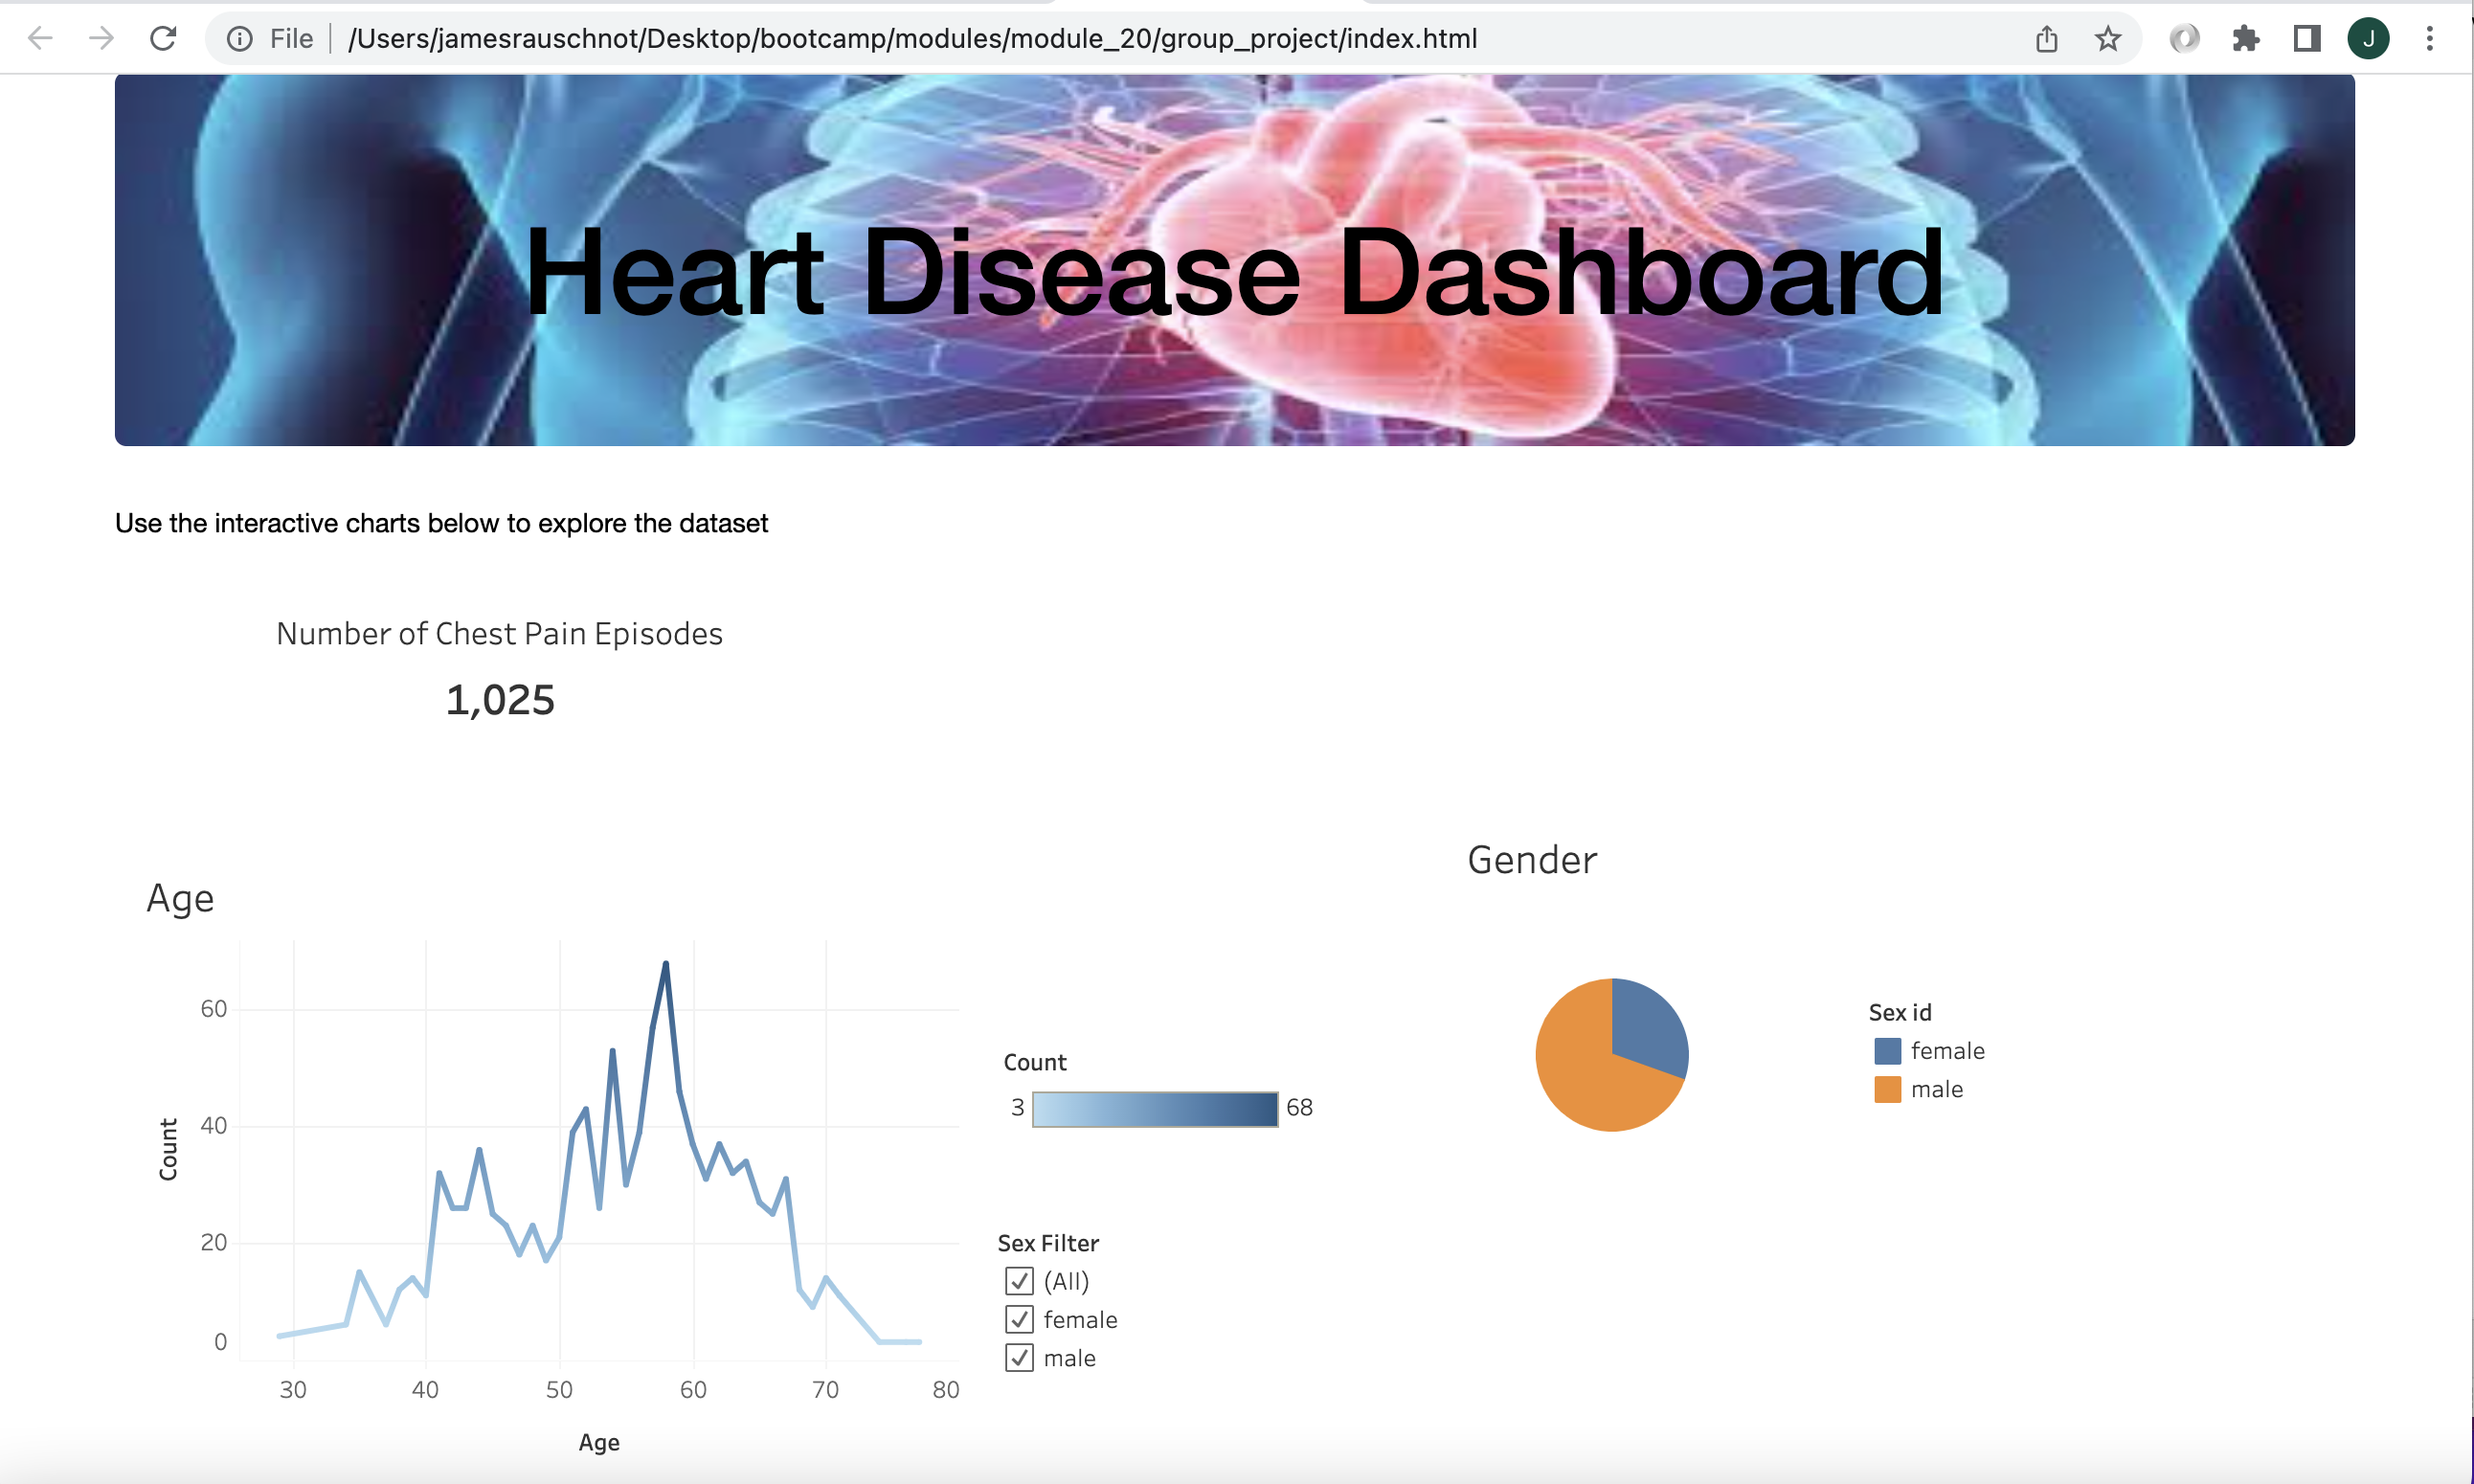 File /Users/jamesrauschnot/Desktop/bootcamp/modules/module_20/group_project/index.html
J
Heart Disease Dashboard
Use the interactive charts below to explore the dataset
Number of Chest Pain Episodes
1,025
Age
60
40
20
0
Count
30 40 50 60 70 80
Age
Count
3 68
Sex Filter
(All)
female
male
Gender
Sex id
female
male